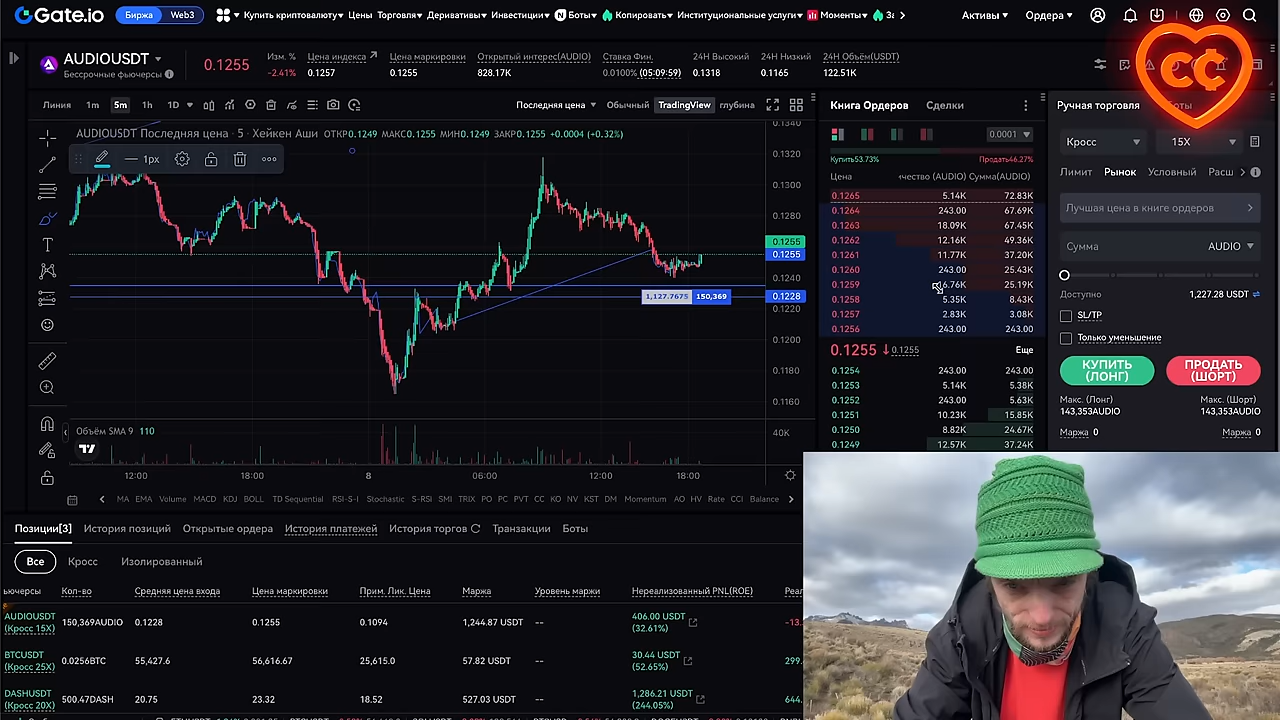 Gate.io
Биржа Web3
Купить криптовалюту Цены Торговля Деривативы Инвестиции Боты Копировать Институциональные услуги Моменты
Активы Ордера
AUDIOUSDT
Бессрочные фьючерсы
0.1255
Изм. % Цена индекса Цена маркировки Открытый интерес(AUDIO) Ставка Фин. 24H Высокий 24H Низкий 24H Объём(USDT)
-2.41% 0.1257 0.1255 828.17K 0.0100% (05:09:59) 0.1318 0.1165 122.51K
Линия 1m 5m 1h 1D
Последняя цена Обычный TradingView глубина
AUDIOUSDT Последняя цена · 5 · Хейкен Аши ОТКР0.1249 МАКС0.1255 МИН0.1249 ЗАКР0.1255 +0.0004 (+0.32%)
1px
0.1340
0.1320
0.1300
0.1280
0.1255
0.1255
0.1240
0.1228
0.1220
0.1200
0.1180
0.1160
40K
1,127.7675 150,369
Объём SMA 9 110
12:00 18:00 8 06:00 12:00 18:00
MA EMA Volume MACD KDJ BOLL TD Sequential RSI-S-I Stochastic S-RSI SMI TRIX PO PC PVT CC KO NV KST DM Momentum AO HV Rate CCI Balance
Книга Ордеров Сделки
0.0001
Купить53.73% Продать46.27%
Цена чество (AUDIO) Сумма(AUDIO)
0.1265 5.14K 72.83K
0.1264 243.00 67.69K
0.1263 18.09K 67.45K
0.1262 12.16K 49.36K
0.1261 11.77K 37.20K
0.1260 243.00 25.43K
0.1259 6.76K 25.19K
0.1258 5.35K 8.43K
0.1257 2.83K 3.08K
0.1256 243.00 243.00
0.1255 0.1255 Еще
0.1254 243.00 243.00
0.1253 5.14K 5.38K
0.1252 243.00 5.63K
0.1251 10.23K 15.85K
0.1250 8.82K 24.67K
0.1249 12.57K 37.24K
Ручная торговля
Кросс 15X
Лимит Рынок Условный Расш
Лучшая цена в книге ордеров
Сумма AUDIO
Доступно 1,227.28 USDT
SL/TP
Только уменьшение
КУПИТЬ (ЛОНГ)
ПРОДАТЬ (ШОРТ)
Макс. (Лонг) Макс. (Шорт)
143,353AUDIO 143,353AUDIO
Маржа 0 Маржа 0
Позиции[3] История позиций Открытые ордера История платежей История торгов Транзакции Боты
Все Кросс Изолированный
ьючерсы Кол-во Средняя цена входа Цена маркировки Прим. Лик. Цена Маржа Уровень маржи Нереализованный PNL(ROE) Реал
AUDIOUSDT (Кросс 15X) 150,369AUDIO 0.1228 0.1255 0.1094 1,244.87 USDT -- 406.00 USDT (32.61%) -13.
BTCUSDT (Кросс 25X) 0.0256BTC 55,427.6 56,616.67 25,615.0 57.82 USDT -- 30.44 USDT (52.65%) 299.
DASHUSDT (Кросс 20X) 500.47DASH 20.75 23.32 18.52 527.03 USDT -- 1,286.21 USDT (244.05%) 644.